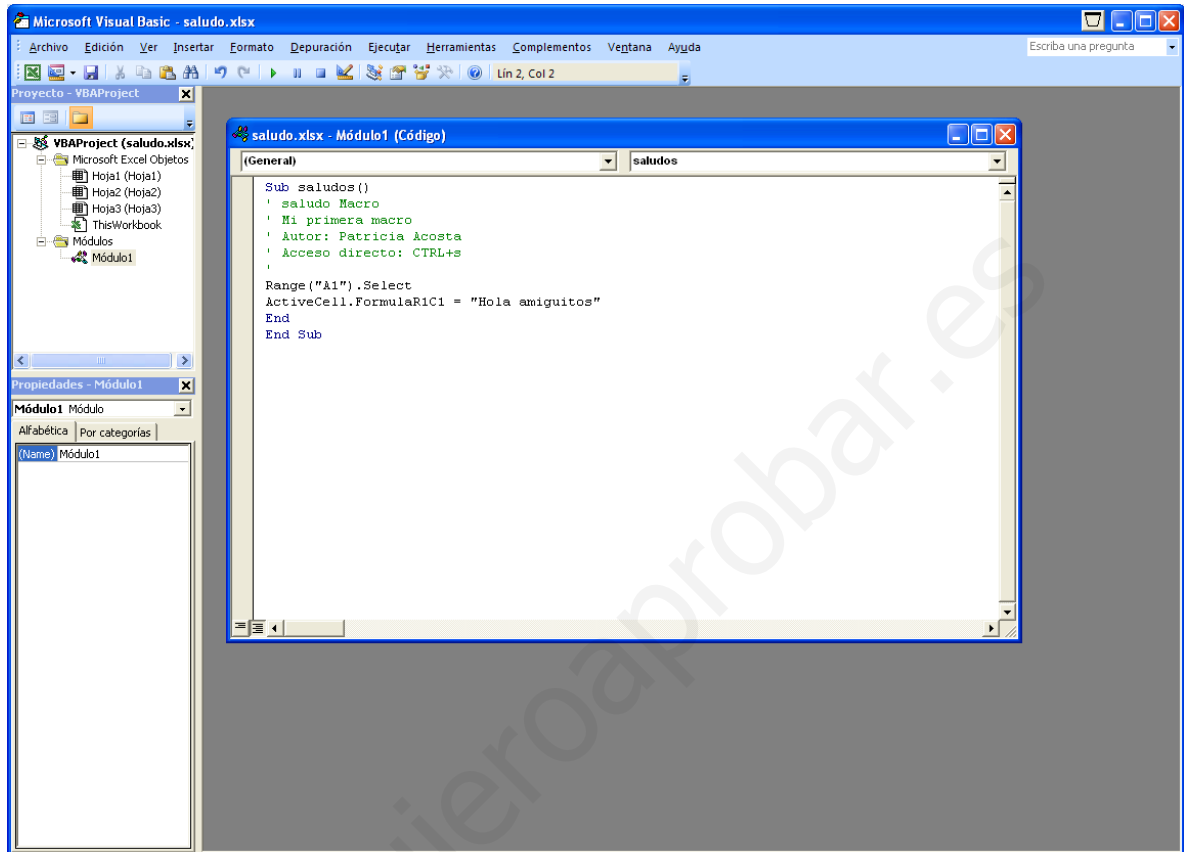 Microsoft Visual Basic - saludo.xlsx
Archivo Edición Ver Insertar Formato Depuración Ejecutar Herramientas Complementos Ventana Ayuda
Escriba una pregunta
Lín 2, Col 2
Proyecto - VBAProject
VBAProject (saludo.xlsx)
Microsoft Excel Objetos
Hoja1 (Hoja1)
Hoja2 (Hoja2)
Hoja3 (Hoja3)
ThisWorkbook
Módulos
Módulo1
Propiedades - Módulo1
Módulo1 Módulo
Alfabética Por categorías
(Name) Módulo1
saludo.xlsx - Módulo1 (Código)
(General) saludos
Sub saludos()
' saludo Macro
' Mi primera macro
' Autor: Patricia Acosta
' Acceso directo: CTRL+s
'
Range("A1").Select
ActiveCell.FormulaR1C1 = "Hola amiguitos"
End
End Sub
uieroaprobar.es